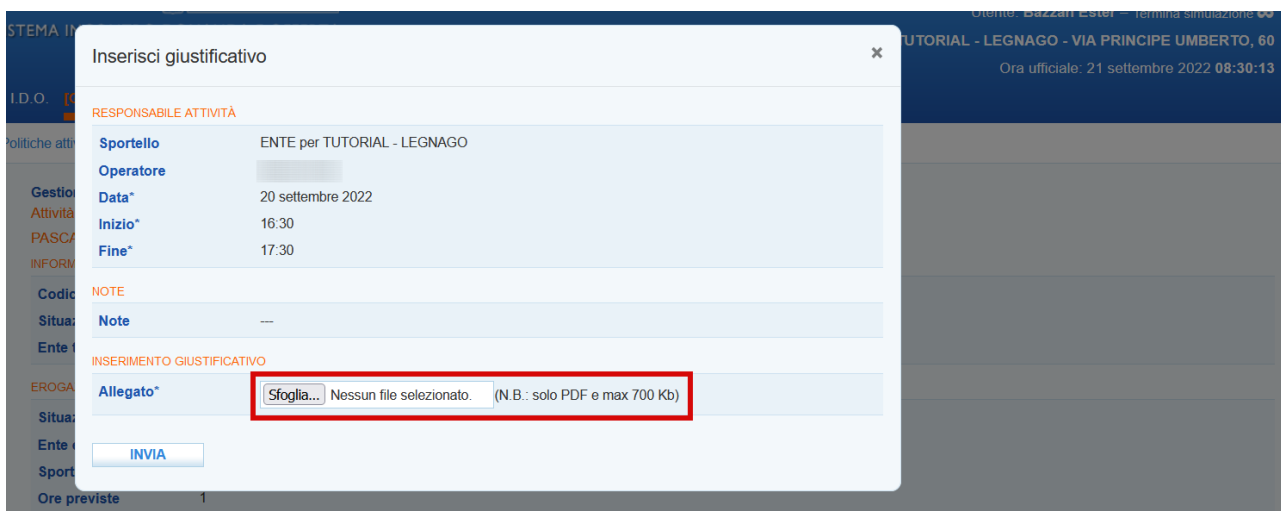 Utente: Bazzan Ester – Termina simulazione
STEMA IN
TUTORIAL - LEGNAGO - VIA PRINCIPE UMBERTO, 60
Ora ufficiale: 21 settembre 2022 08:30:13
I.D.O.
Politiche atti
Inserisci giustificativo ×
RESPONSABILE ATTIVITÀ
Sportello ENTE per TUTORIAL - LEGNAGO
Operatore
Data* 20 settembre 2022
Inizio* 16:30
Fine* 17:30
NOTE
Note ---
INSERIMENTO GIUSTIFICATIVO
Allegato* Sfoglia... Nessun file selezionato. (N.B.: solo PDF e max 700 Kb)
INVIA
Gestio
Attività
PASCA
INFORM
Codic
Situa
Ente t
EROGA
Situa
Ente
Sport
Ore previste 1